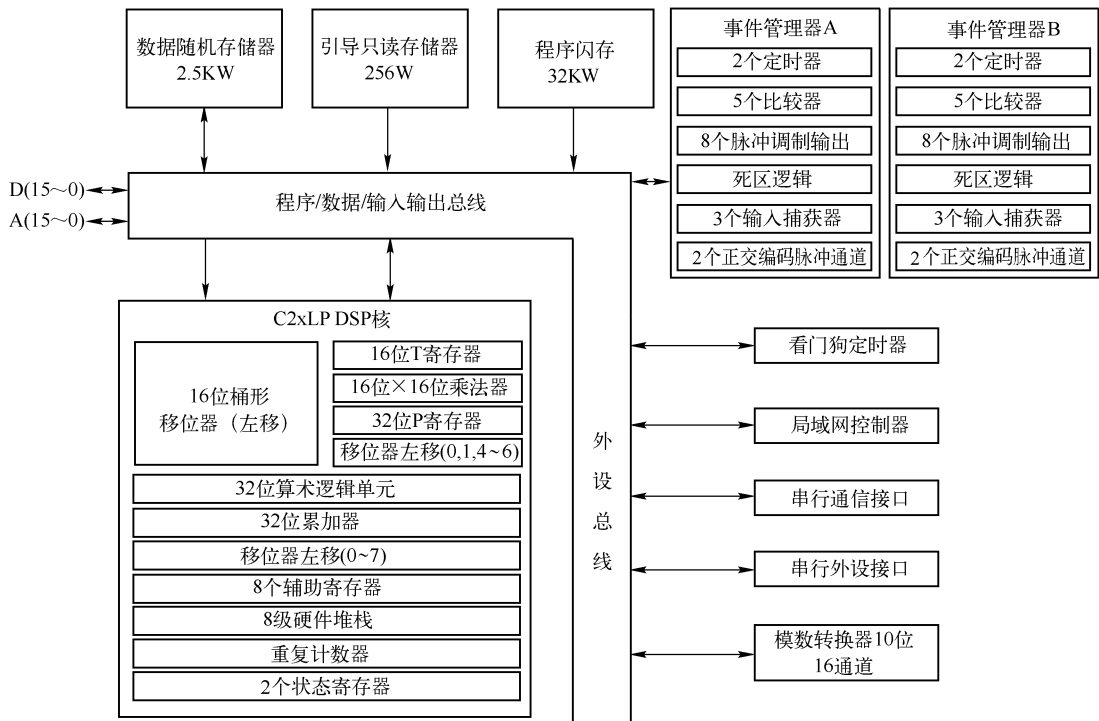 数据随机存储器
2.5KW
引导只读存储器
256W
程序闪存
32KW
事件管理器A
2个定时器
5个比较器
8个脉冲调制输出
死区逻辑
3个输入捕获器
2个正交编码脉冲通道
事件管理器B
2个定时器
5个比较器
8个脉冲调制输出
死区逻辑
3个输入捕获器
2个正交编码脉冲通道
D(15～0)
A(15～0)
程序/数据/输入输出总线
C2xLP DSP核
16位桶形
移位器（左移）
16位T寄存器
16位×16位乘法器
32位P寄存器
移位器左移(0,1,4~6)
32位算术逻辑单元
32位累加器
移位器左移(0~7)
8个辅助寄存器
8级硬件堆栈
重复计数器
2个状态寄存器
外设总线
看门狗定时器
局域网控制器
串行通信接口
串行外设接口
模数转换器10位
16通道